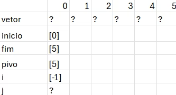 0 1 2 3 4 5
vetor ? ? ? ? ? ?
inicio [0]
fim [5]
pivo [5]
i [-1]
j ?